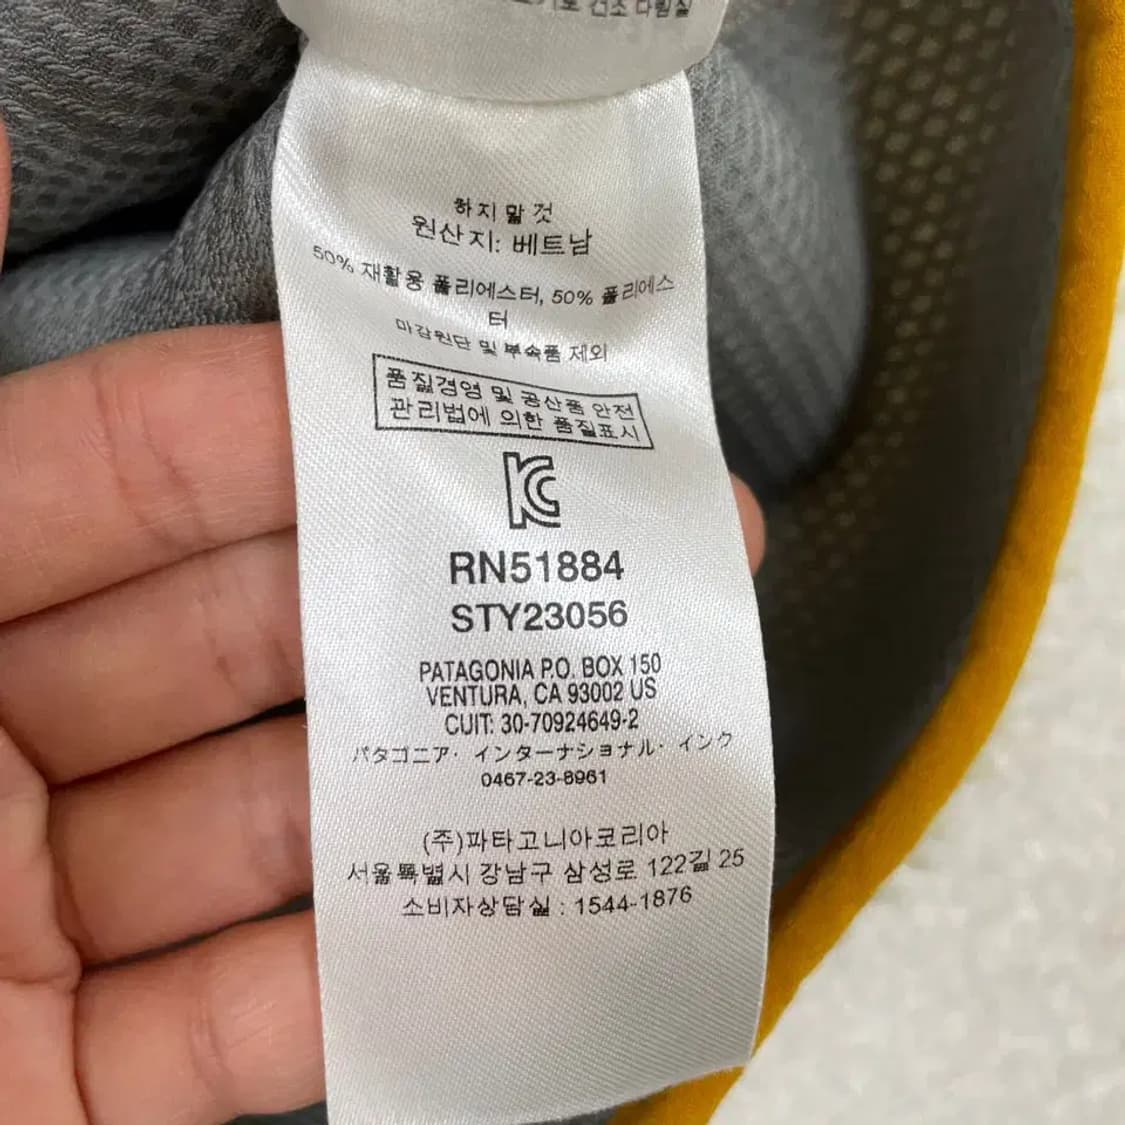 건조 다림질
하지 말 것
원산지: 베트남
50% 재활용 폴리에스터, 50% 폴리에스
터
마감원단 및 부속품 제외
품질경영 및 공산품 안전
관리법에 의한 품질표시
RN51884
STY23056
PATAGONIA P.O. BOX 150
VENTURA, CA 93002 US
CUIT: 30-70924649-2
パタゴニア・インターナショナル・インク
0467-23-8961
(주)파타고니아코리아
서울특별시 강남구 삼성로 122길 25
소비자상담실 : 1544-1876